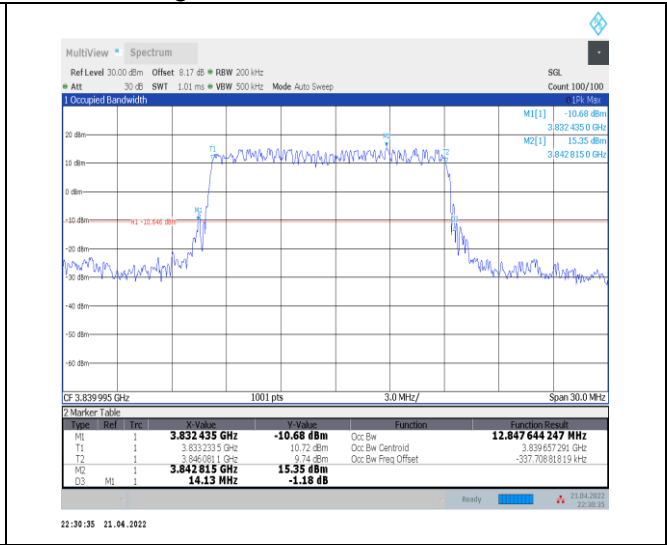 MultiView Spectrum
Ref Level 30.00 dBm Offset 8.17 dB RBW 200 kHz SGL
Att 30 dB SWT 1.01 ms VBW 500 kHz Mode Auto Sweep Count 100/100
1 Occupied Bandwidth 1Pk Max
M1[1] -10.68 dBm
3.832 435 0 GHz
M2[1] 15.35 dBm
3.842 815 0 GHz
20 dBm
T1 M2 T2
10 dBm
0 dBm
M1
-10 dBm H1 -10.646 dBm
-20 dBm
-30 dBm
-40 dBm
-50 dBm
-60 dBm
CF 3.839 995 GHz 1001 pts 3.0 MHz/ Span 30.0 MHz
2 Marker Table
Type Ref Trc X-Value Y-Value Function Function Result
M1 1 3.832 435 GHz -10.68 dBm Occ Bw 12.847 644 247 MHz
T1 1 3.833 233 5 GHz 10.72 dBm Occ Bw Centroid 3.839 657 291 GHz
T2 1 3.846 081 1 GHz 9.74 dBm Occ Bw Freq Offset -337.708 818 19 kHz
M2 1 3.842 815 GHz 15.35 dBm
D3 M1 1 14.13 MHz -1.18 dB
Ready 21.04.2022
22:30:35
22:30:35 21.04.2022